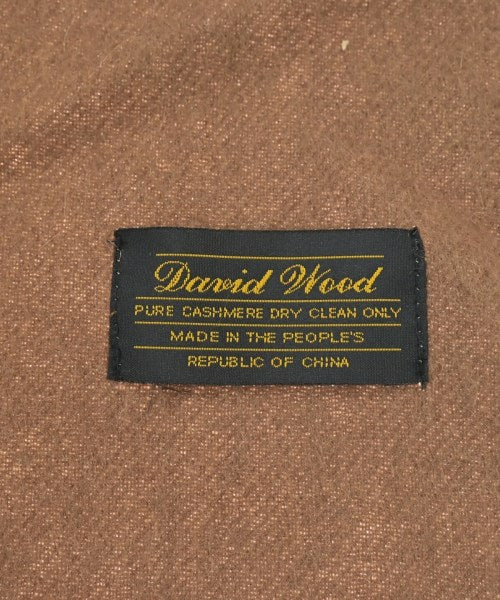 David Wood
PURE CASHMERE DRY CLEAN ONLY
MADE IN THE PEOPLE'S
REPUBLIC OF CHINA